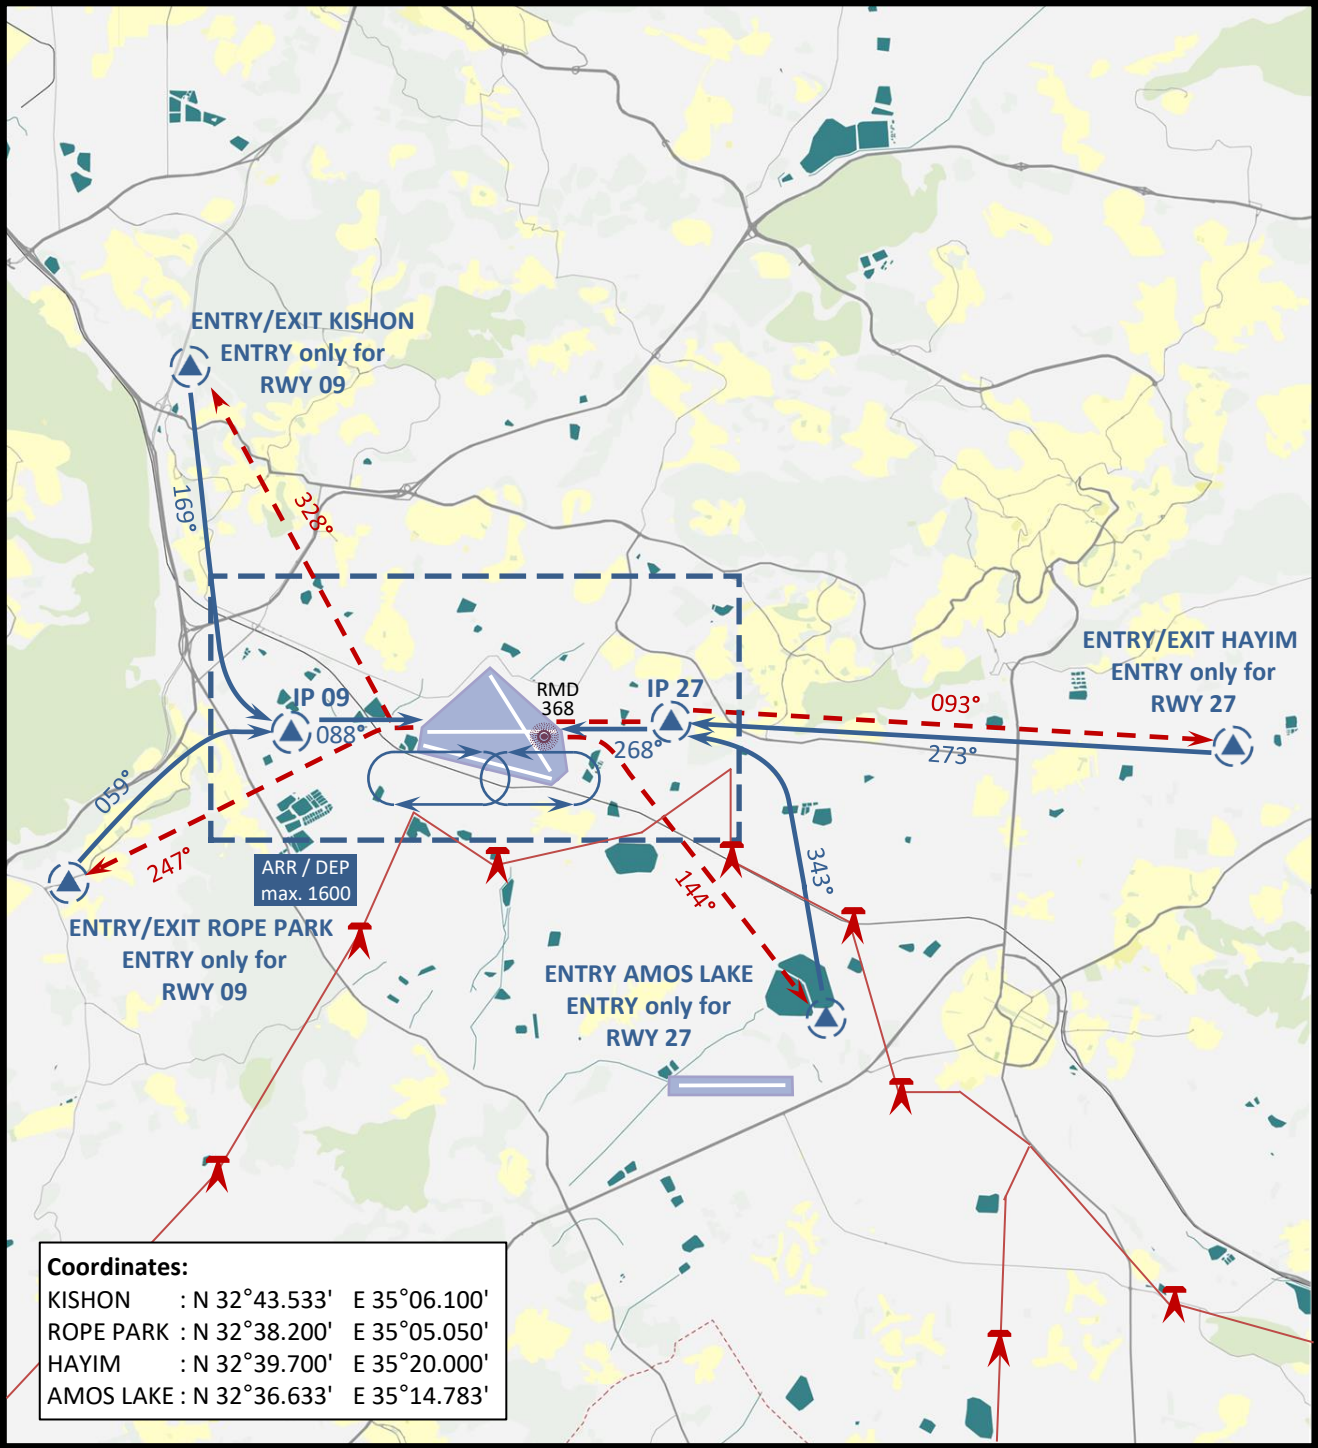 ENTRY/EXIT KISHON
ENTRY only for
RWY 09
169°
328°
ENTRY/EXIT HAYIM
ENTRY only for
RWY 27
IP 09
088°
RMD
368
IP 27
268°
093°
273°
059°
247°
ARR / DEP
max. 1600
144°
343°
ENTRY/EXIT ROPE PARK
ENTRY only for
RWY 09
ENTRY AMOS LAKE
ENTRY only for
RWY 27
Coordinates:
KISHON : N 32°43.533' E 35°06.100'
ROPE PARK : N 32°38.200' E 35°05.050'
HAYIM : N 32°39.700' E 35°20.000'
AMOS LAKE : N 32°36.633' E 35°14.783'